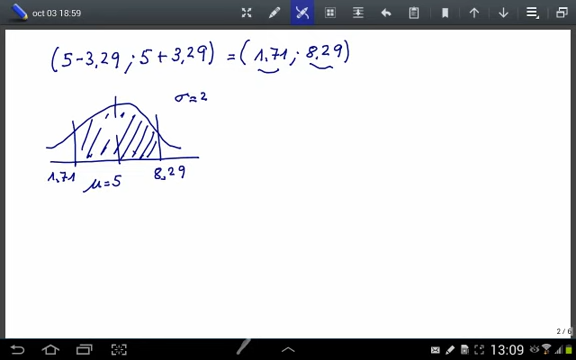 oct 03 18:59
(5-3,29 ; 5+3,29) = (1,71 ; 8,29)
σ=2
1,71 μ=5 8,29
2 / 6
13:09